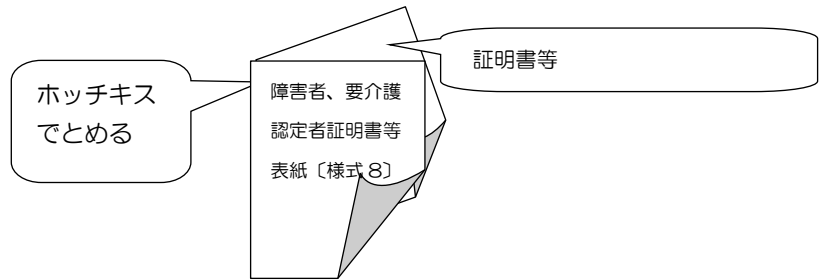 証明書等
ホッチキス
でとめる
障害者、要介護
認定者証明書等
表紙〔様式8〕